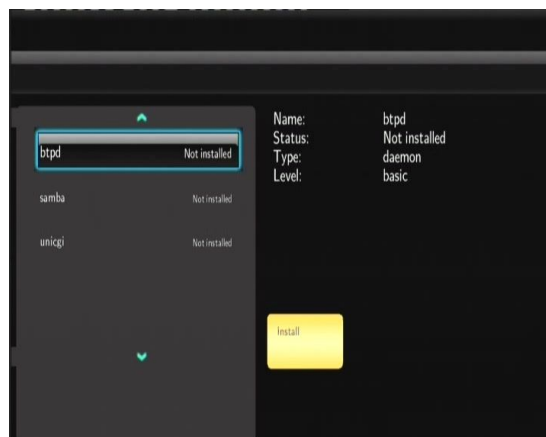 btpd Not installed
samba Not installed
unicgi Not installed
Name: btpd
Status: Not installed
Type: daemon
Level: basic
Install